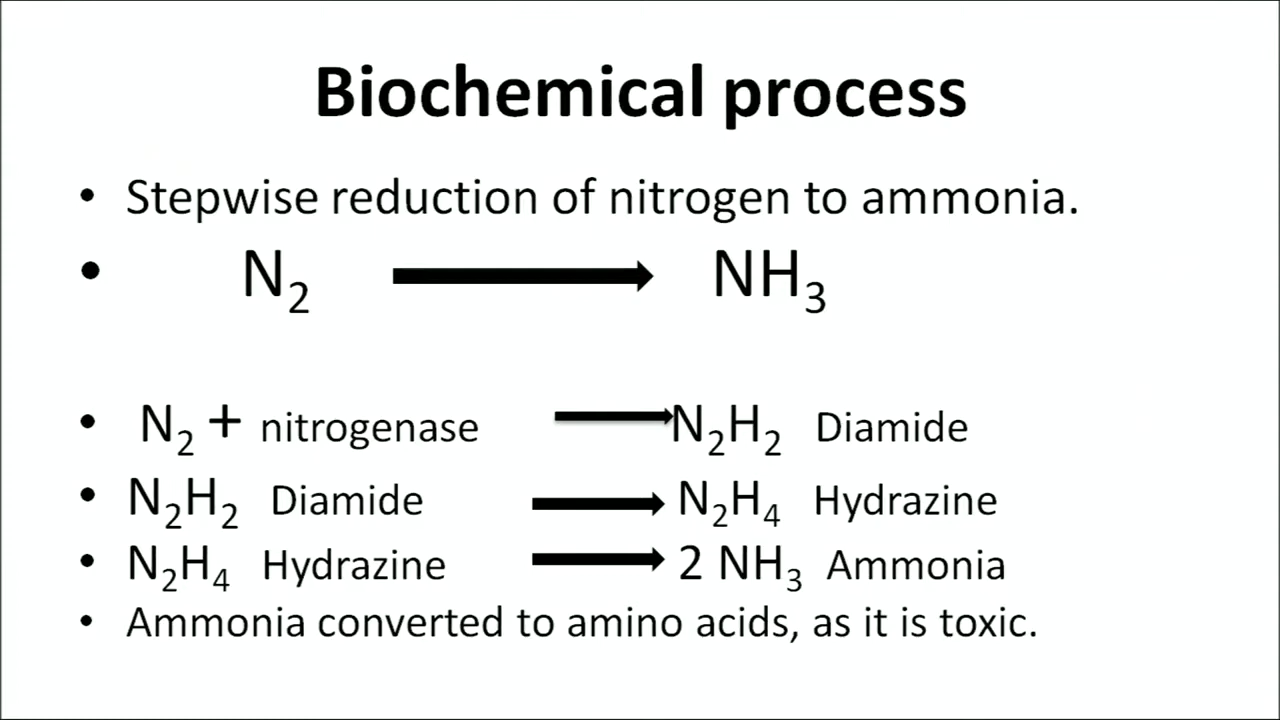 Biochemical process
• Stepwise reduction of nitrogen to ammonia.
• N₂ → NH₃
• N₂ + nitrogenase → N₂H₂ Diamide
• N₂H₂ Diamide → N₂H₄ Hydrazine
• N₂H₄ Hydrazine → 2 NH₃ Ammonia
• Ammonia converted to amino acids, as it is toxic.